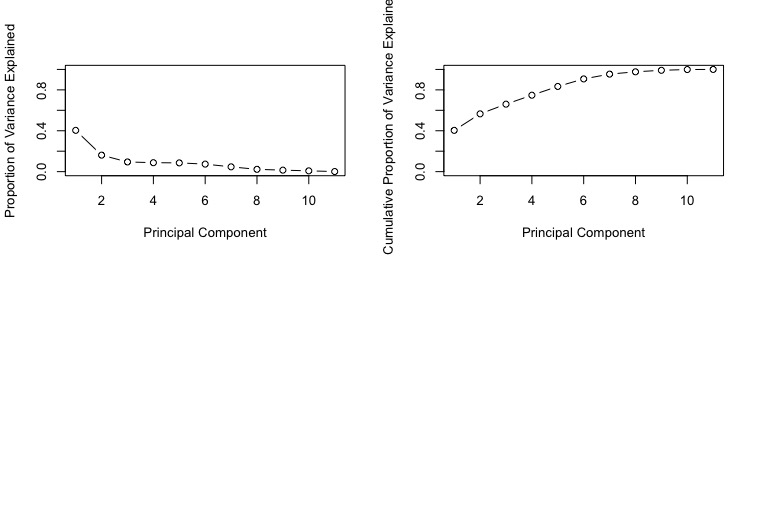 Proportion of Variance Explained
0.0 0.4 0.8
2 4 6 8 10
Principal Component
Cumulative Proportion of Variance Explaine
0.0 0.4 0.8
2 4 6 8 10
Principal Component